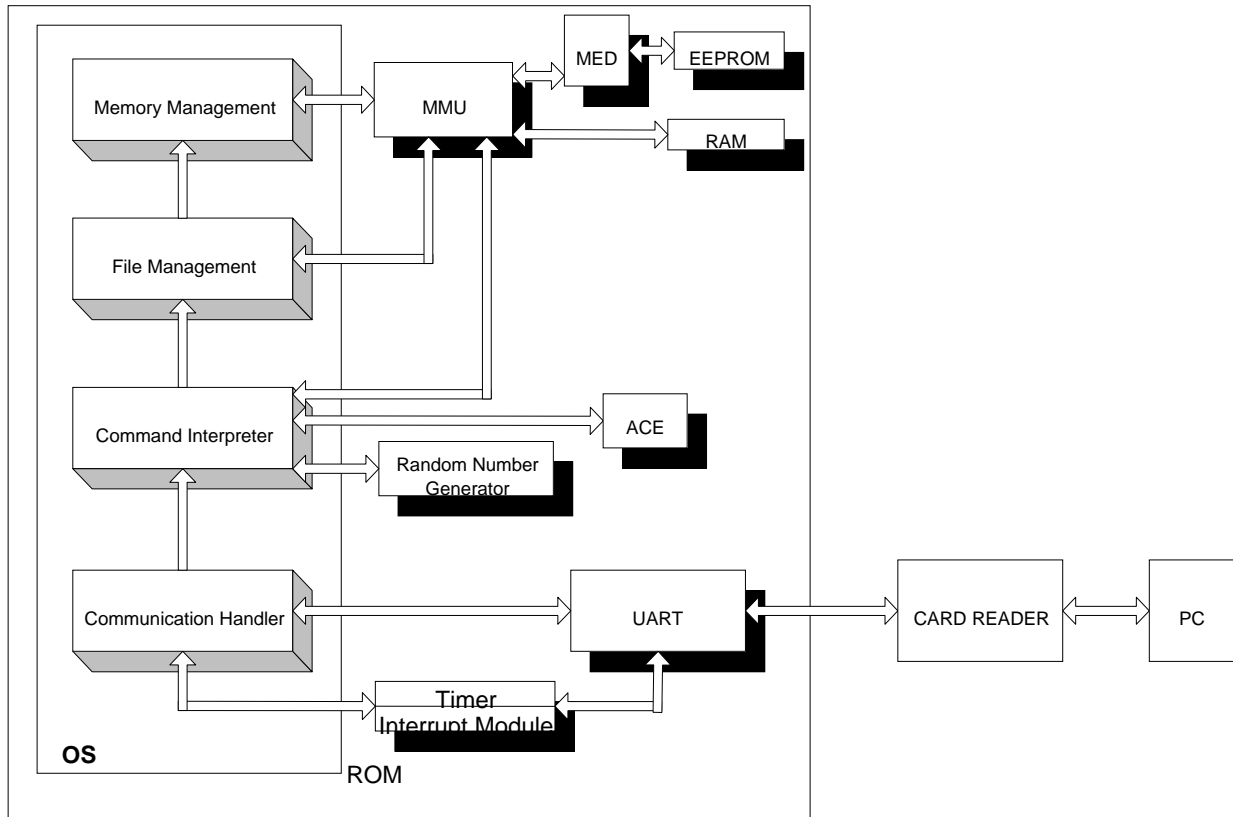 MED
EEPROM
Memory Management
MMU
RAM
File Management
Command Interpreter
ACE
Random Number
Generator
Communication Handler
UART
CARD READER
PC
Timer
Interrupt Module
OS
ROM